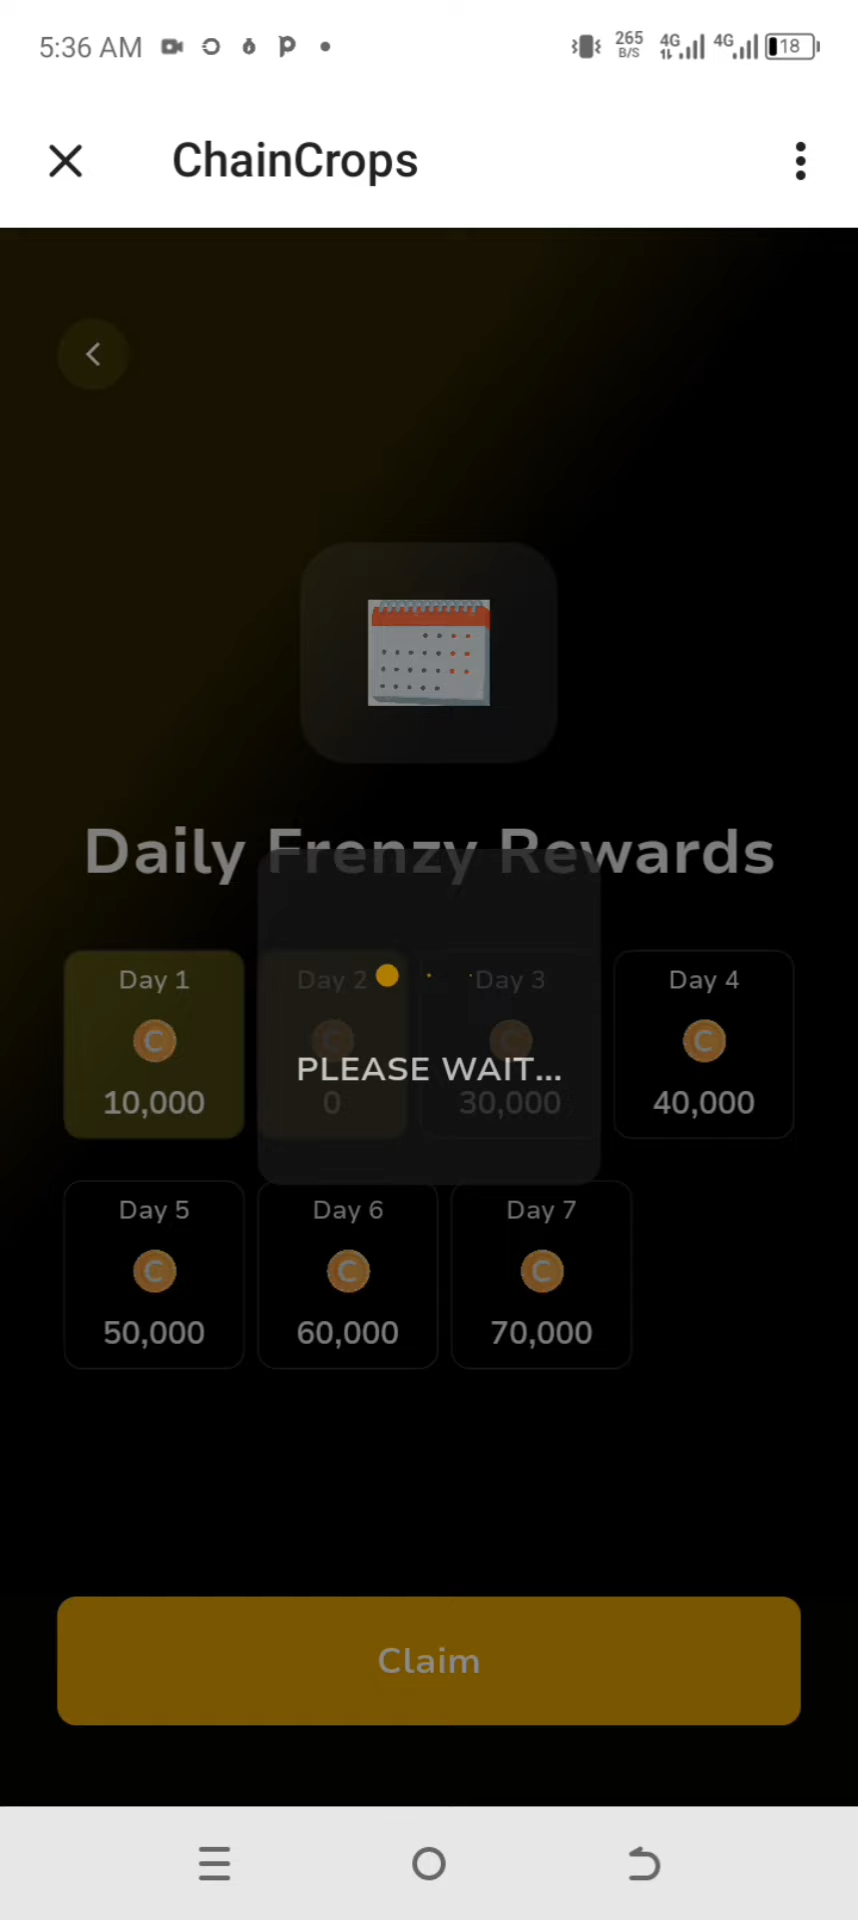 5:36 AM 265 B/S 4G 4G 18
ChainCrops
Daily Frenzy Rewards
Day 1 Day 2 Day 3 Day 4
PLEASE WAIT...
10,000 0 30,000 40,000
Day 5 Day 6 Day 7
50,000 60,000 70,000
Claim